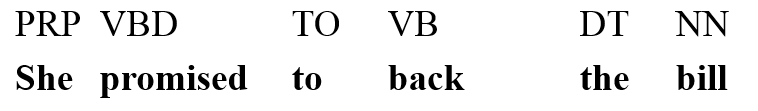 PRP VBD TO VB DT NN
She promised to back the bill